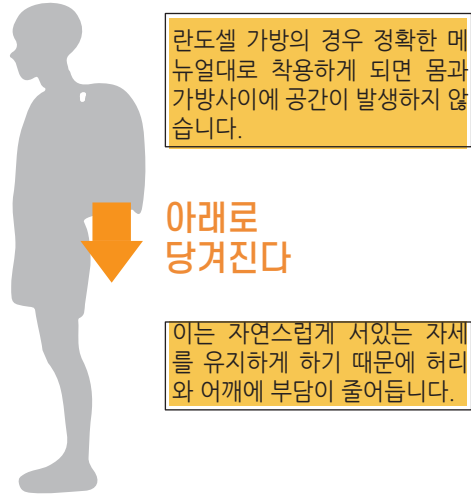 란도셀 가방의 경우 정확한 메
뉴얼대로 착용하게 되면 몸과
가방사이에 공간이 발생하지 않
습니다.
아래로
당겨진다
이는 자연스럽게 서있는 자세
를 유지하게 하기 때문에 허리
와 어깨에 부담이 줄어듭니다.